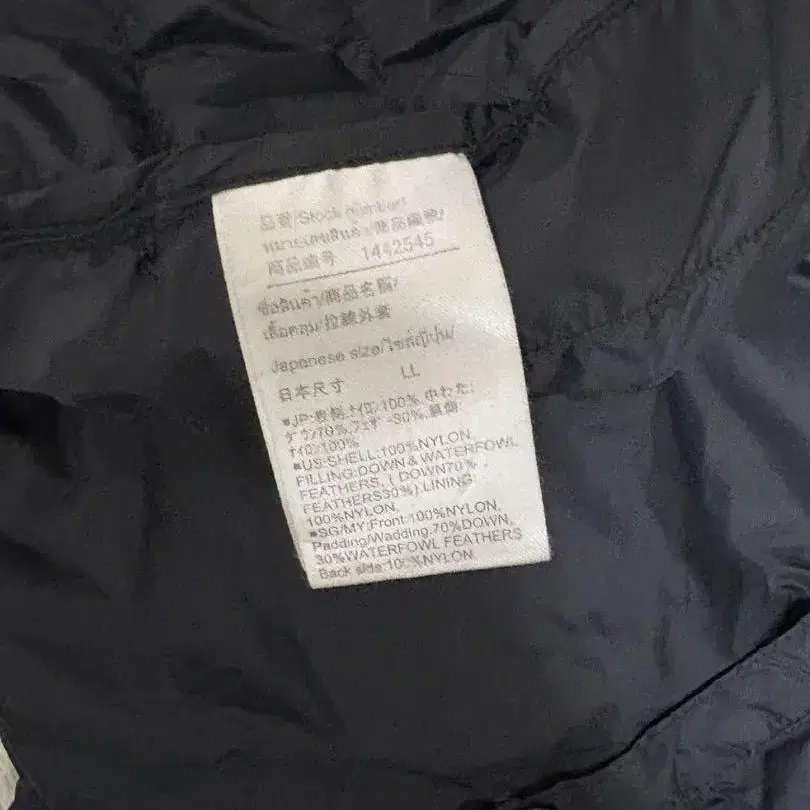 品番/Stock number/
หมายเลขสินค้า/商品編號/
商品编号 1442545
ชื่อสินค้า/商品名稱/
เสื้อคลุม/拉鍊外套
Japanese size/ไซส์ญี่ปุ่น/
日本尺寸 LL
■JP:表側:ナイロン100%.中わた:
ダウン70%.フェザー30%.裏側:
ナイロン100%
■US:SHELL:100%NYLON.
FILLING:DOWN & WATERFOWL
FEATHERS, ( DOWN70%
FEATHERS30%).LINING:
100%NYLON.
■SG/MY:Front:100%NYLON,
Padding/Wadding:70%DOWN,
30%WATERFOWL FEATHERS
Back side:100%NYLON.